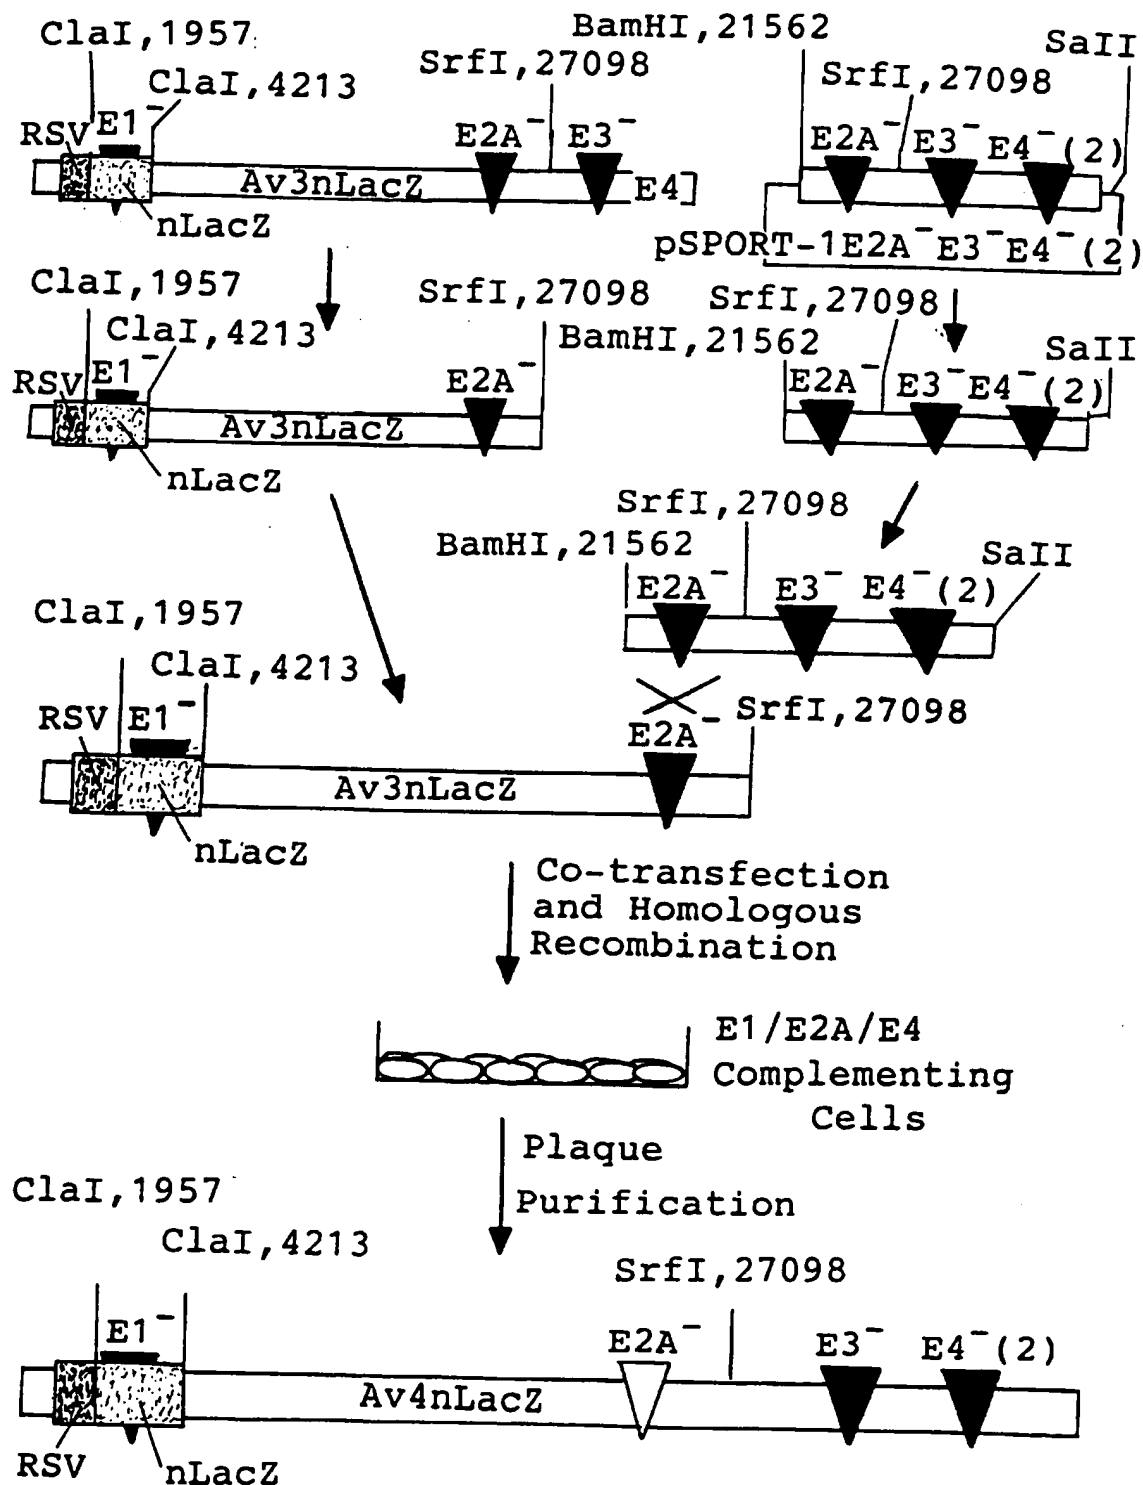 ClaI,1957
ClaI,4213
RSV
E1⁻
SrfI,27098
E2A⁻
E3⁻
Av3nLacZ
E4
nLacZ
BamHI,21562
SaII
SrfI,27098
E2A⁻
E3⁻
E4⁻(2)
pSPORT-1E2A⁻E3⁻E4⁻(2)
ClaI,1957
ClaI,4213
RSV
E1⁻
SrfI,27098
E2A⁻
Av3nLacZ
nLacZ
SrfI,27098
BamHI,21562
SaII
E2A⁻
E3⁻
E4⁻(2)
SrfI,27098
BamHI,21562
SaII
E2A⁻
E3⁻
E4⁻(2)
ClaI,1957
ClaI,4213
RSV
E1⁻
SrfI,27098
E2A⁻
Av3nLacZ
nLacZ
Co-transfection
and Homologous
Recombination
E1/E2A/E4
Complementing
Cells
Plaque
Purification
ClaI,1957
ClaI,4213
SrfI,27098
E1⁻
E2A⁻
E3⁻
E4⁻(2)
Av4nLacZ
RSV
nLacZ